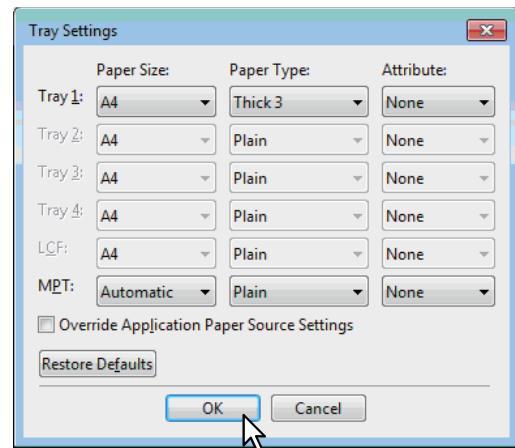 Tray Settings
Paper Size: Paper Type: Attribute:
Tray 1: A4 Thick 3 None
Tray 2: A4 Plain None
Tray 3: A4 Plain None
Tray 4: A4 Plain None
LCF: A4 Plain None
MPT: Automatic Plain None
Override Application Paper Source Settings
Restore Defaults
OK Cancel